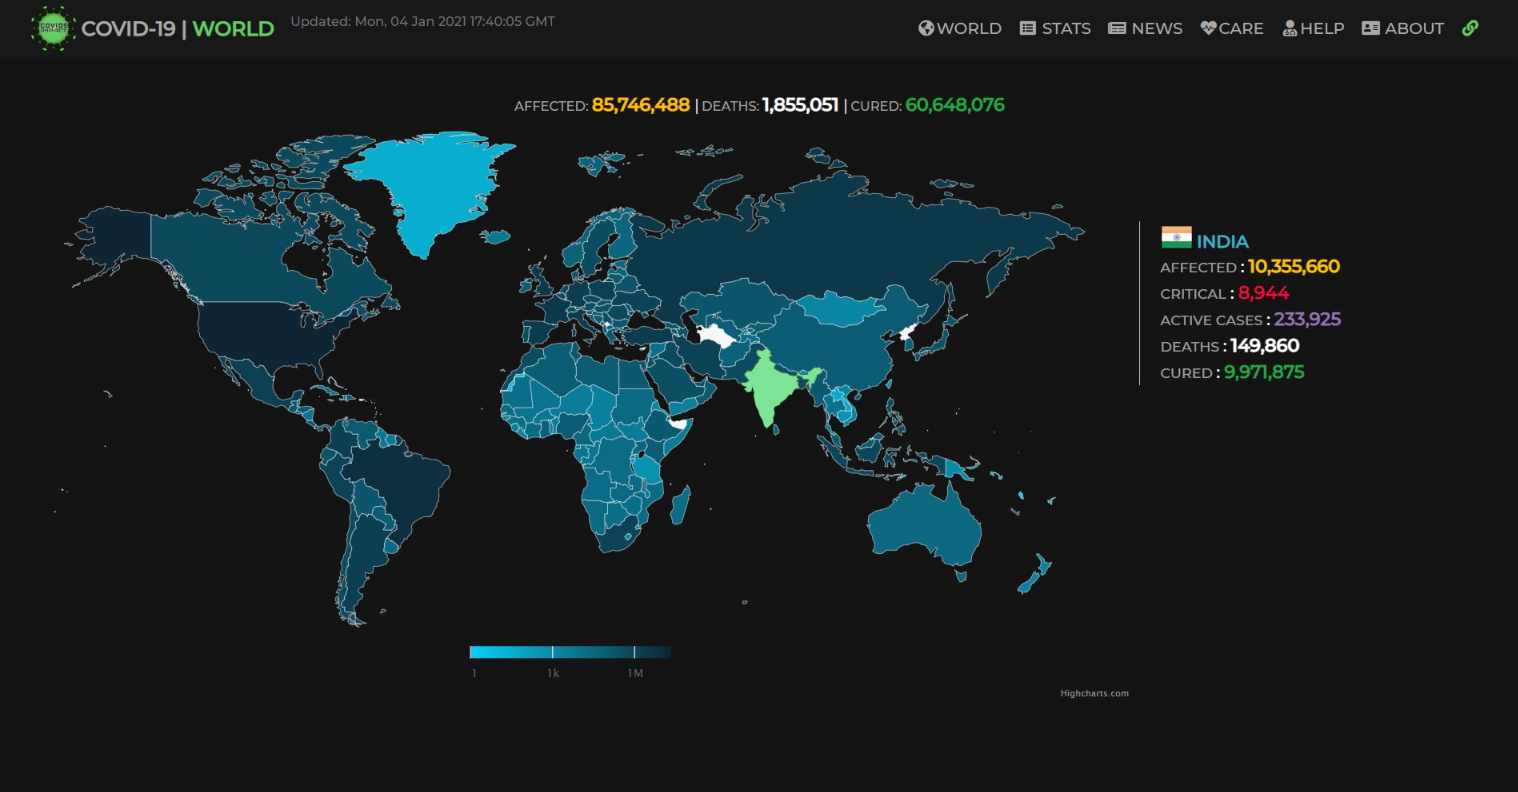 COVID-19 | WORLD
Updated: Mon, 04 Jan 2021 17:40:05 GMT
WORLD STATS NEWS CARE HELP ABOUT
AFFECTED: 85,746,488 | DEATHS: 1,855,051 | CURED: 60,648,076
INDIA
AFFECTED : 10,355,660
CRITICAL : 8,944
ACTIVE CASES : 233,925
DEATHS : 149,860
CURED : 9,971,875
1 1k 1M
Highcharts.com